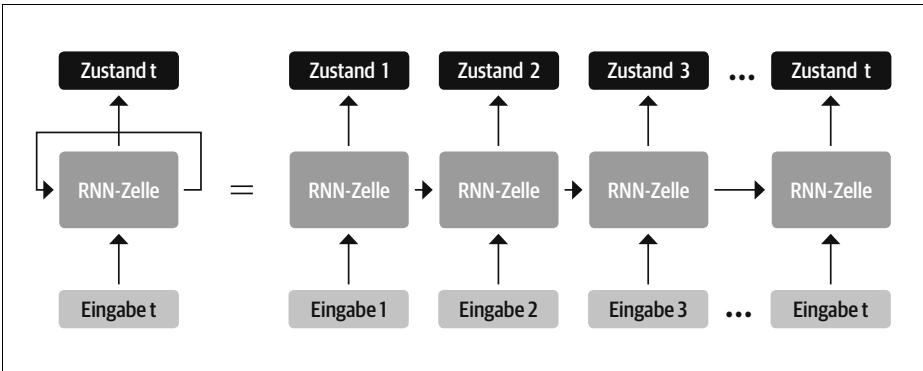 Zustand t Zustand 1 Zustand 2 Zustand 3 ... Zustand t
RNN-Zelle = RNN-Zelle RNN-Zelle RNN-Zelle RNN-Zelle
Eingabe t Eingabe 1 Eingabe 2 Eingabe 3 ... Eingabe t